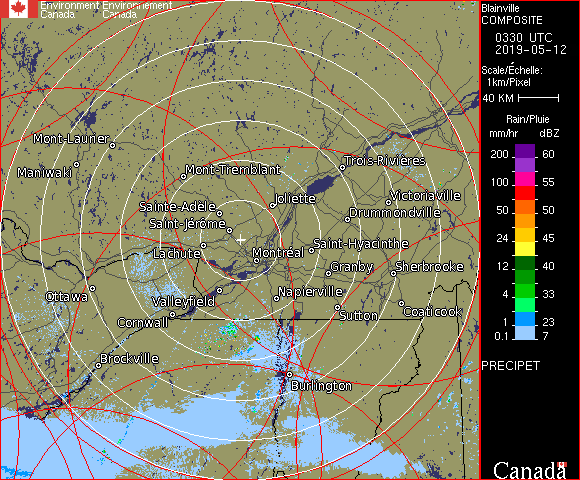 Environment Environnement
Canada Canada
Blainville
COMPOSITE
0330 UTC
2019-05-12
Scale/Échelle:
1km/Pixel
40 KM
Rain/Pluie
mm/hr dBZ
200 60
100 55
50 50
24 45
12 40
4 33
1 23
0.1 7
PRECIPET
Mont-Laurier
Maniwaki
Mont-Tremblant
Trois-Rivières
Joliette
Victoriaville
Sainte-Adèle
Drummondville
Saint-Jérôme
Lachute
Montréal
Saint-Hyacinthe
Granby
Sherbrooke
Ottawa
Valleyfield
Napierville
Cornwall
Sutton
Coaticook
Brockville
Burlington
Canada